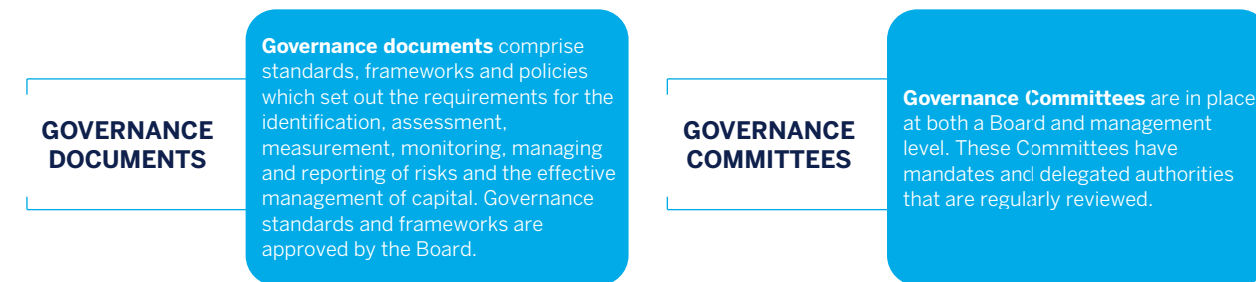 GOVERNANCE
DOCUMENTS
Governance documents comprise
standards, frameworks and policies
which set out the requirements for the
identification, assessment,
measurement, monitoring, managing
and reporting of risks and the effective
management of capital. Governance
standards and frameworks are
approved by the Board.
GOVERNANCE
COMMITTEES
Governance Committees are in place
at both a Board and management
level. These Committees have
mandates and delegated authorities
that are regularly reviewed.